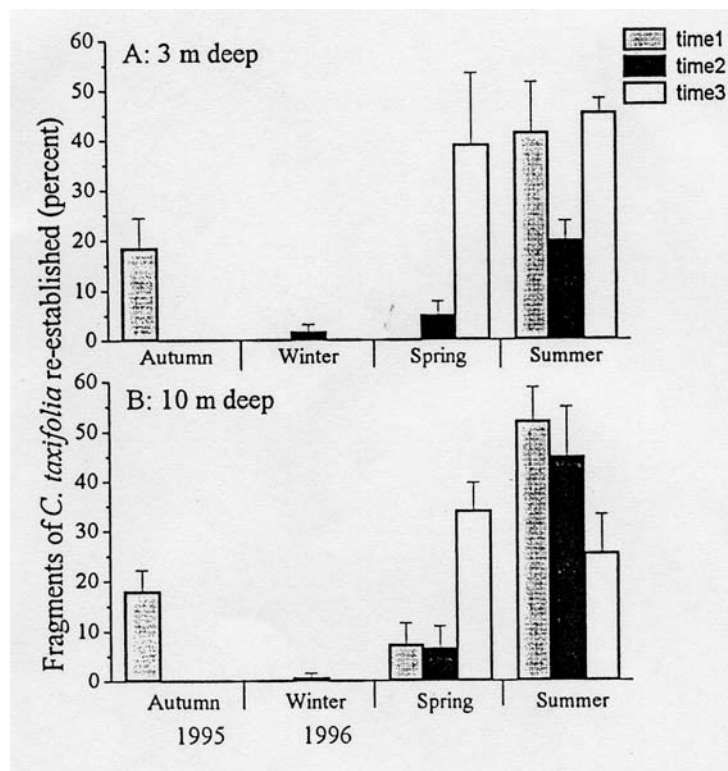 time1
time2
time3
A: 3 m deep
60
50
40
30
20
10
0
Autumn Winter Spring Summer
B: 10 m deep
60
50
40
30
20
10
0
Autumn Winter Spring Summer
1995 1996
Fragments of C. taxifolia re-established (percent)